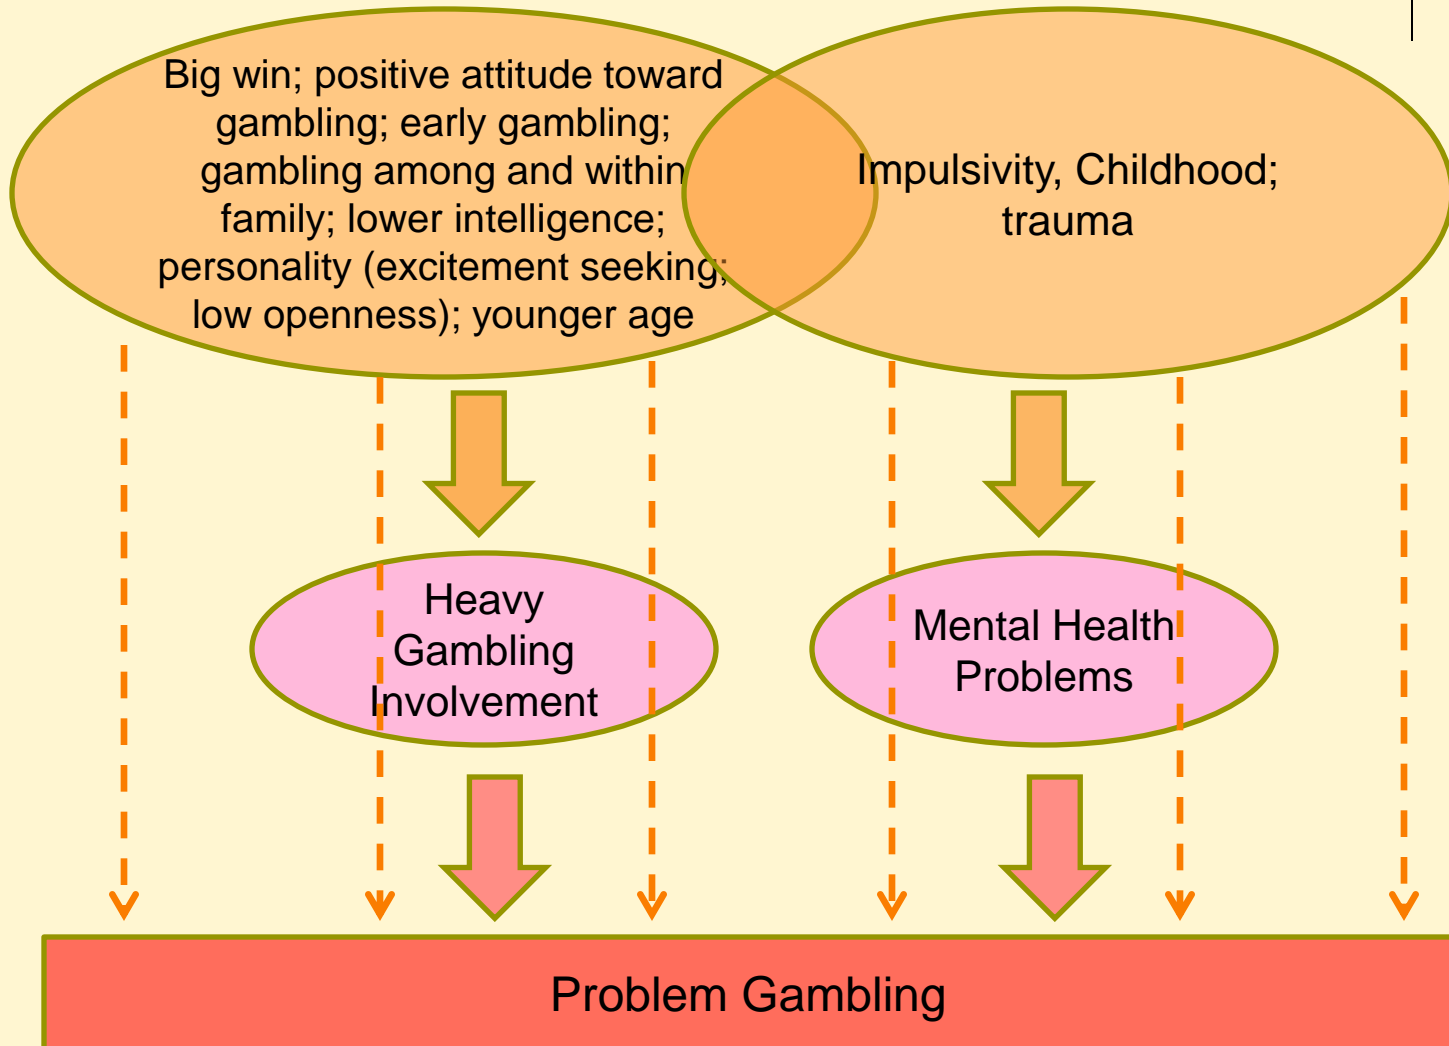 Big win; positive attitude toward
gambling; early gambling;
gambling among and within
family; lower intelligence;
personality (excitement seeking;
low openness); younger age
Impulsivity, Childhood;
trauma
Heavy
Gambling
Involvement
Mental Health
Problems
Problem Gambling